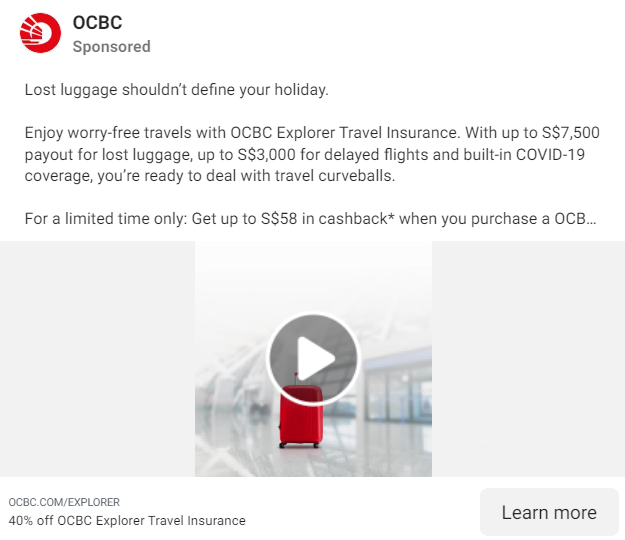 OCBC
Sponsored
Lost luggage shouldn’t define your holiday.
Enjoy worry-free travels with OCBC Explorer Travel Insurance. With up to S$7,500
payout for lost luggage, up to S$3,000 for delayed flights and built-in COVID-19
coverage, you’re ready to deal with travel curveballs.
For a limited time only: Get up to S$58 in cashback* when you purchase a OCB...
OCBC.COM/EXPLORER
40% off OCBC Explorer Travel Insurance
Learn more